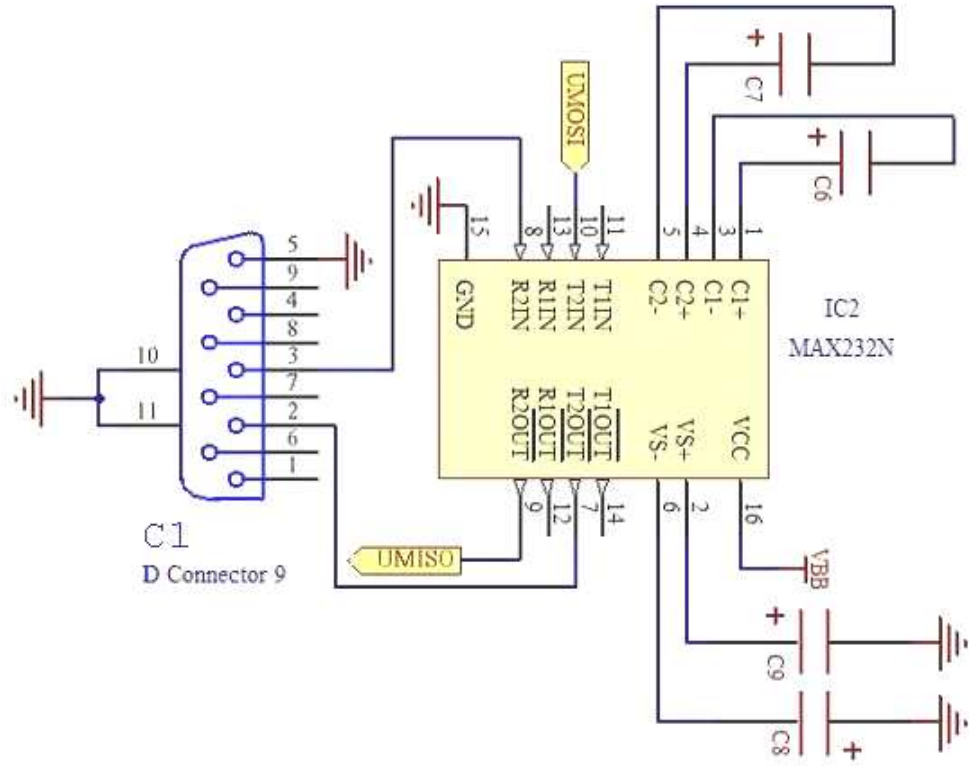 +
C7
+
C6
UMOSI
15
8
13
10
11
5
4
3
1
GND
R2IN
R1IN
T2IN
T1IN
C2-
C2+
C1-
C1+
IC2
MAX232N
R2OUT
R1OUT
T2OUT
T1OUT
VS-
VS+
VCC
9
12
7
14
6
2
16
5
9
4
8
3
7
2
6
1
10
11
C1
D Connector 9
UMISO
VBB
+
C9
C8
+